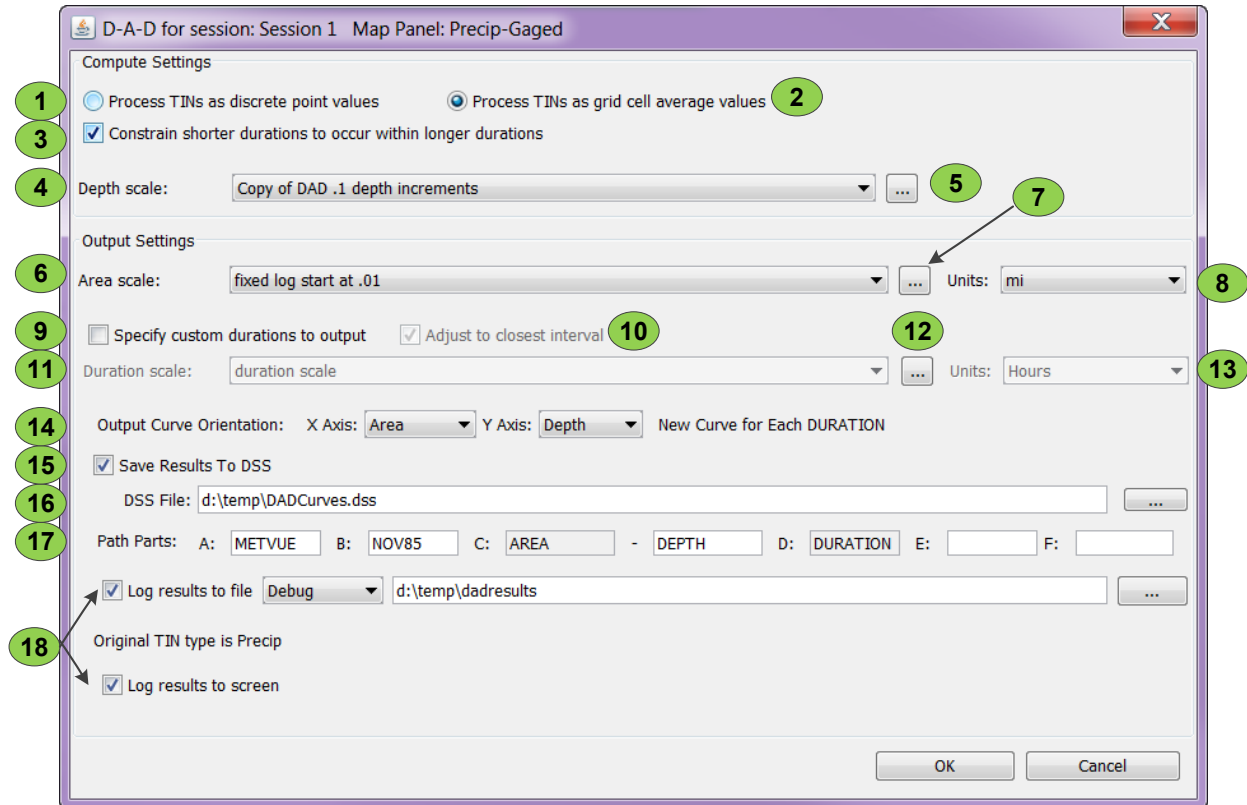 D-A-D for session: Session 1 Map Panel: Precip-Gaged X
Compute Settings
1 Process TINs as discrete point values Process TINs as grid cell average values 2
3 Constrain shorter durations to occur within longer durations
4 Depth scale: Copy of DAD .1 depth increments ... 5
7
Output Settings
6 Area scale: fixed log start at .01 ... Units: mi 8
9 Specify custom durations to output Adjust to closest interval 10 12
11 Duration scale: duration scale ... Units: Hours 13
14 Output Curve Orientation: X Axis: Area Y Axis: Depth New Curve for Each DURATION
15 Save Results To DSS
16 DSS File: d:\temp\DADCurves.dss ...
17 Path Parts: A: METVUE B: NOV85 C: AREA - DEPTH D: DURATION E: F:
Log results to file Debug d:\temp\dadresults ...
18 Original TIN type is Precip
Log results to screen
OK Cancel